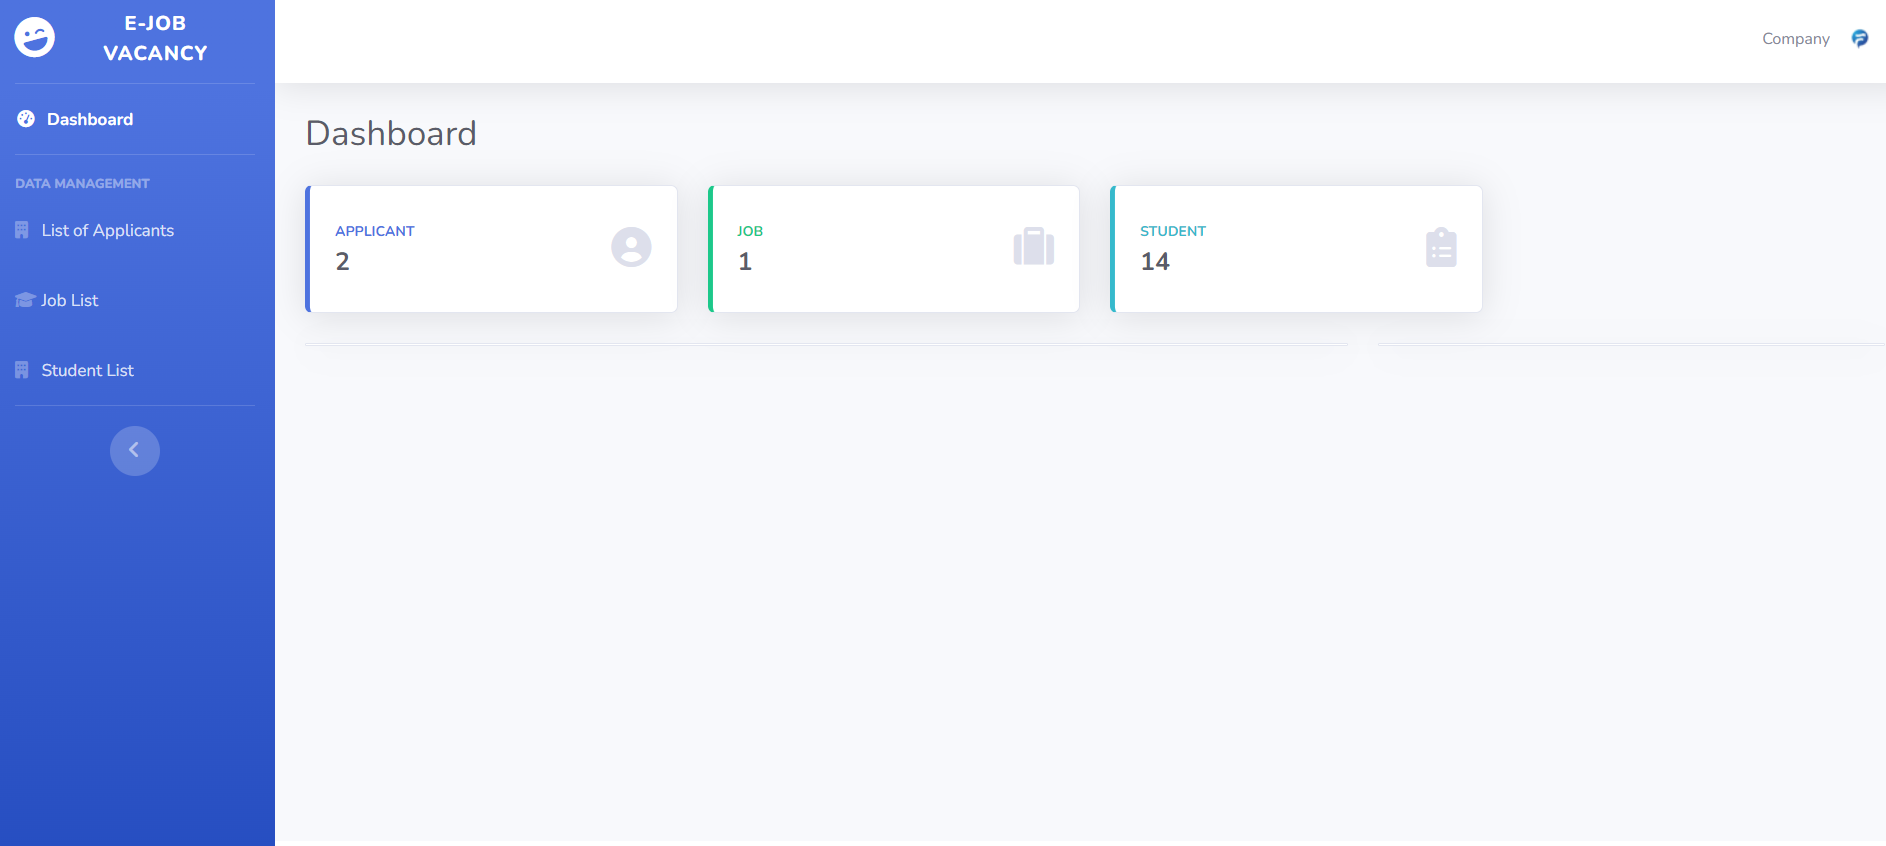 E-JOB
VACANCY
Dashboard
DATA MANAGEMENT
List of Applicants
Job List
Student List
Company
Dashboard
APPLICANT
2
JOB
1
STUDENT
14